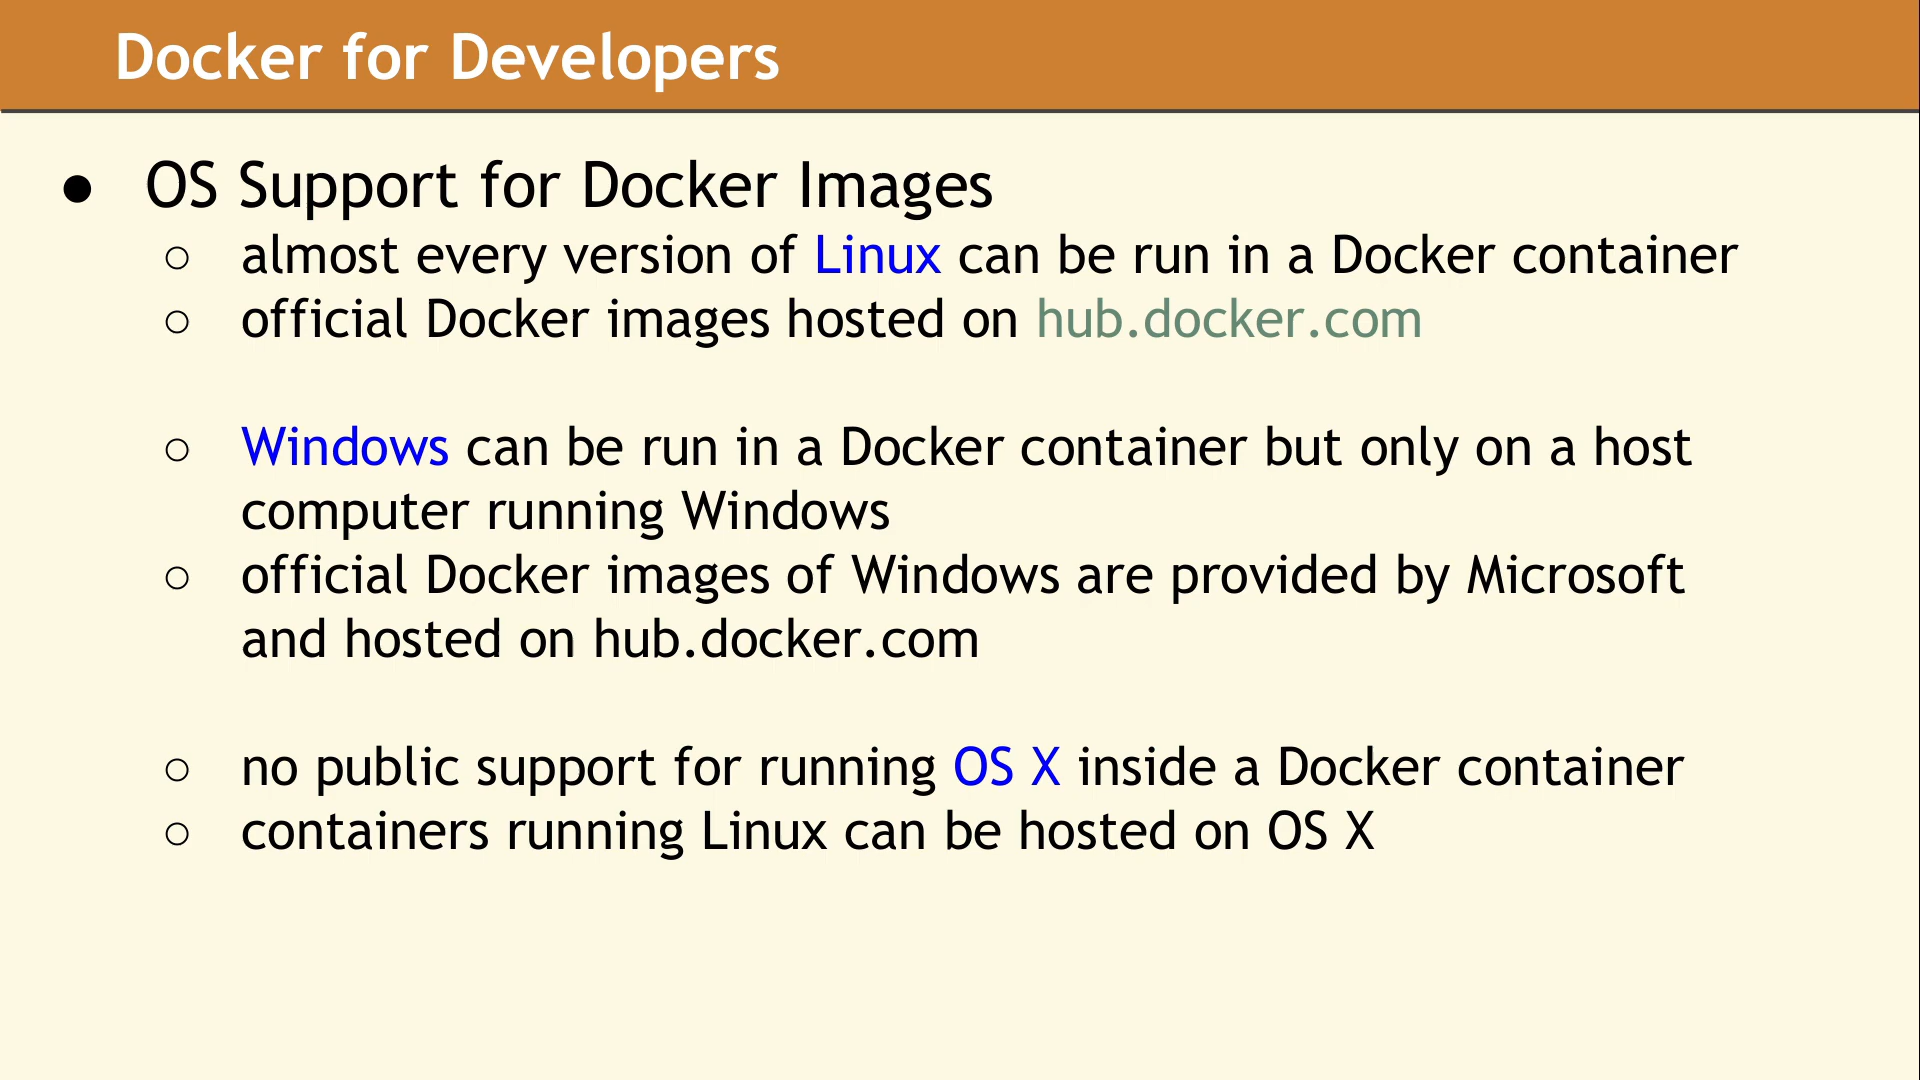 Docker for Developers
● OS Support for Docker Images
○ almost every version of Linux can be run in a Docker container
○ official Docker images hosted on hub.docker.com
○ Windows can be run in a Docker container but only on a host
computer running Windows
○ official Docker images of Windows are provided by Microsoft
and hosted on hub.docker.com
○ no public support for running OS X inside a Docker container
○ containers running Linux can be hosted on OS X